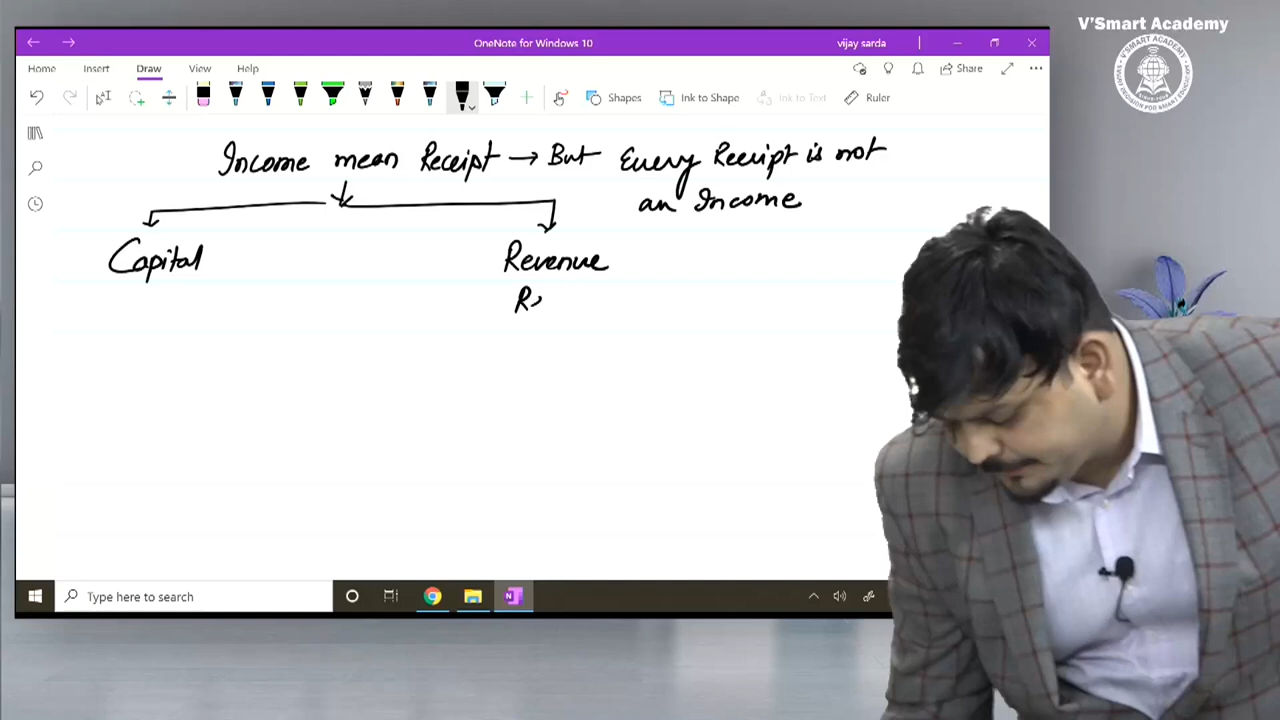 V'Smart Academy
OneNote for Windows 10
vijay sarda
Home Insert Draw View Help
Share
Shapes Ink to Shape Ink to Text Ruler
Income mean Receipt → But Every Receipt is not
an Income
Capital Revenue
R
Type here to search